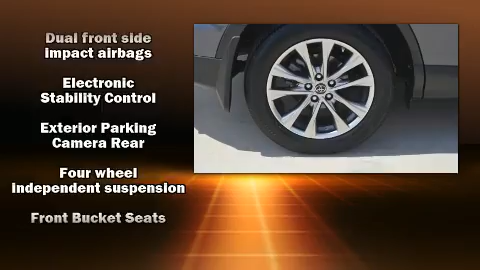 Dual front side
impact airbags
Electronic
Stability Control
Exterior Parking
Camera Rear
Four wheel
independent suspension
Front Bucket Seats